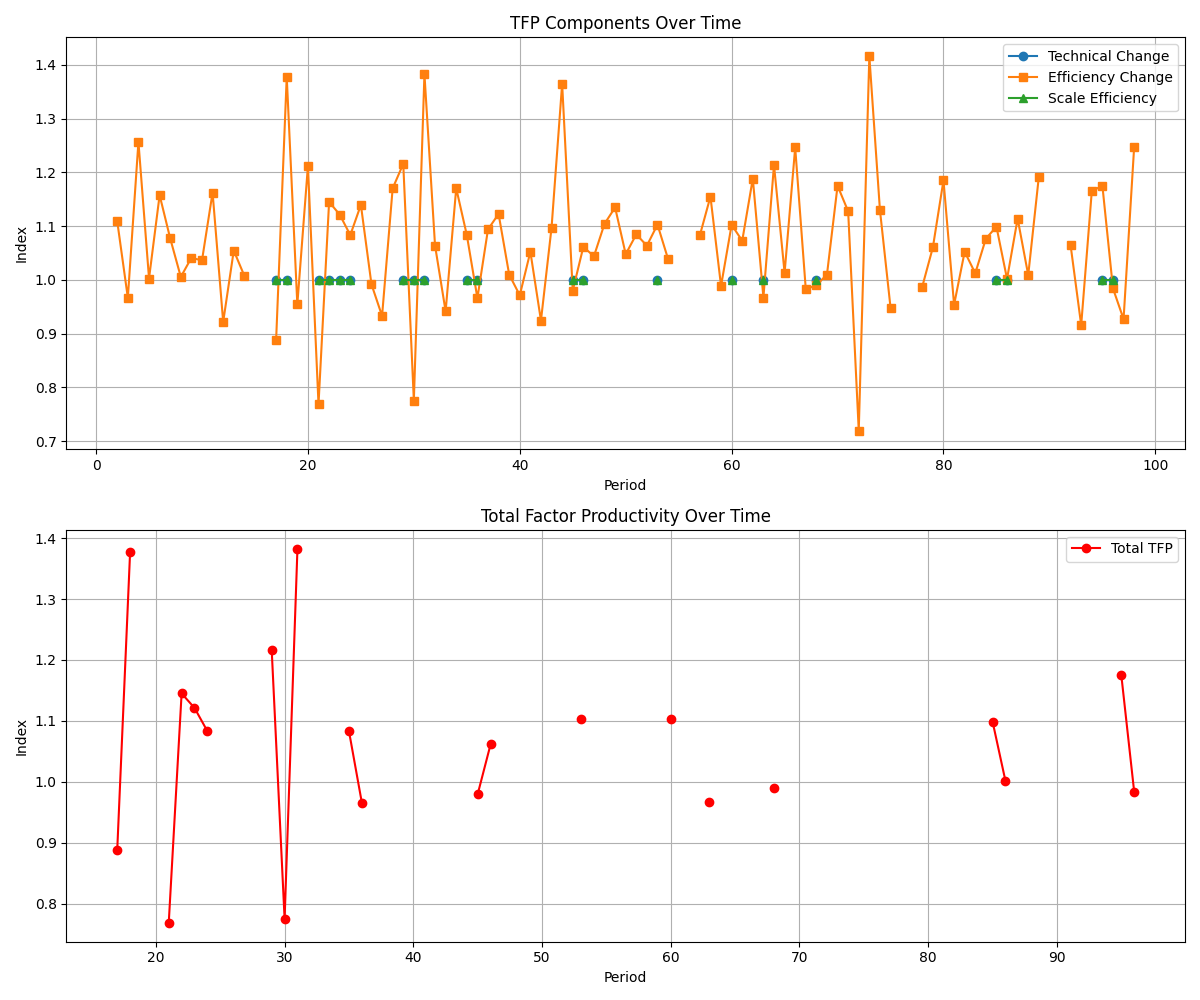 TFP Components Over Time
Technical Change
Efficiency Change
Scale Efficiency
Index
1.4
1.3
1.2
1.1
1.0
0.9
0.8
0.7
0 20 40 60 80 100
Period
Total Factor Productivity Over Time
Total TFP
Index
1.4
1.3
1.2
1.1
1.0
0.9
0.8
20 30 40 50 60 70 80 90
Period